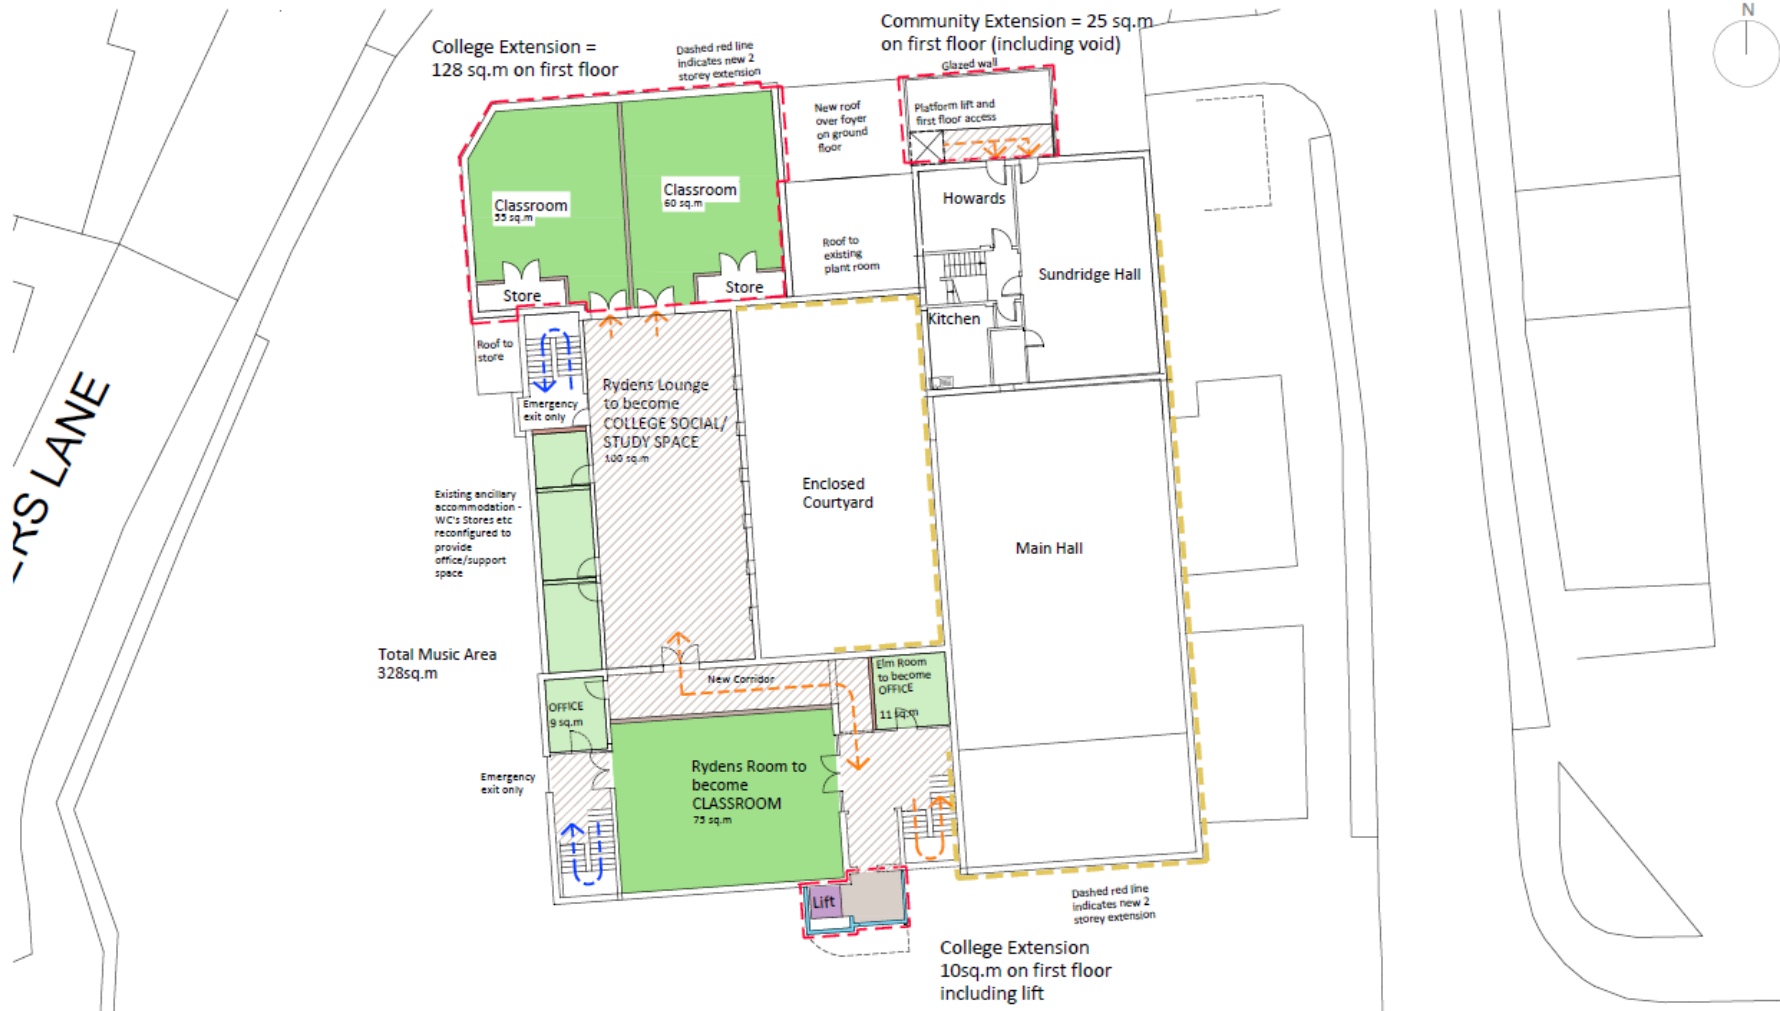 College Extension =
128 sq.m on first floor
Dashed red line
indicates new 2
storey extension
Community Extension = 25 sq.m
on first floor (including void)
Glazed wall
N
New roof
over foyer
on ground
floor
Platform lift and
first floor access
Classroom
55 sq.m
Classroom
60 sq.m
Howards
Roof to
existing
plant room
Sundridge Hall
Store
Store
Kitchen
Roof to
store
Emergency
exit only
Rydens Lounge
to become
COLLEGE SOCIAL/
STUDY SPACE
100 sq.m
ERS LANE
Enclosed
Courtyard
Existing ancillary
accommodation -
WC's Stores etc
reconfigured to
provide
office/support
space
Main Hall
Total Music Area
328sq.m
New Corridor
Elm Room
to become
OFFICE
11 sq.m
OFFICE
9 sq.m
Emergency
exit only
Rydens Room to
become
CLASSROOM
75 sq.m
Lift
Dashed red line
indicates new 2
storey extension
College Extension
10sq.m on first floor
including lift